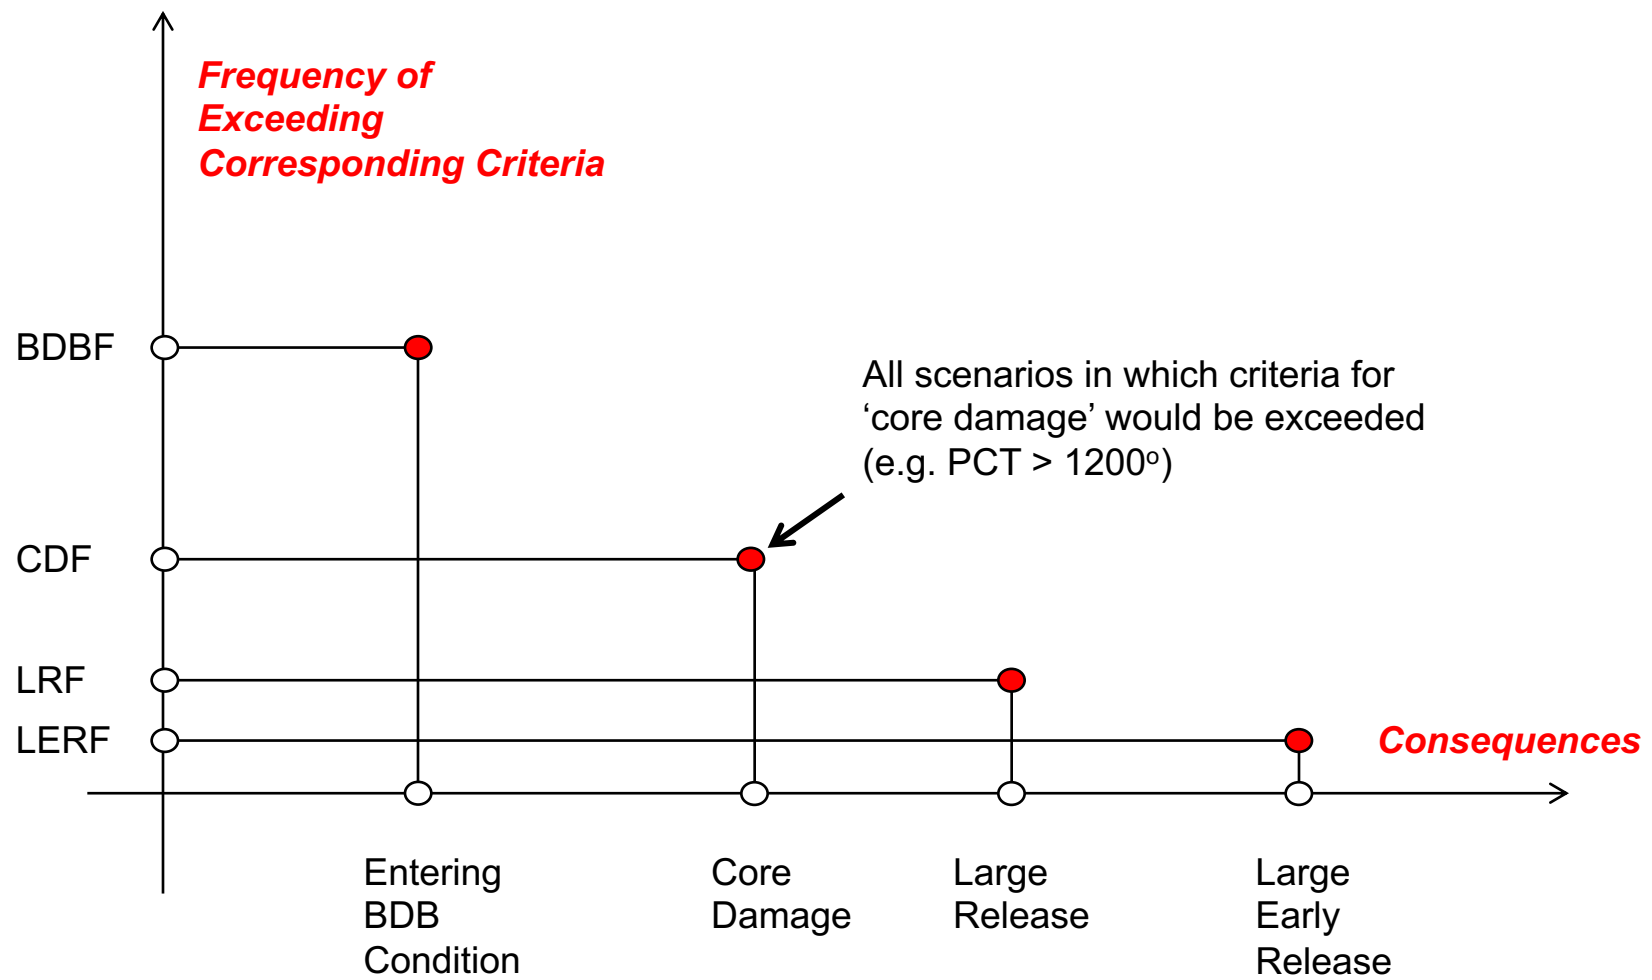 Frequency of
Exceeding
Corresponding Criteria
BDBF
All scenarios in which criteria for
‘core damage’ would be exceeded
(e.g. PCT > 1200º)
CDF
LRF
LERF
Consequences
Entering
BDB
Condition
Core
Damage
Large
Release
Large
Early
Release